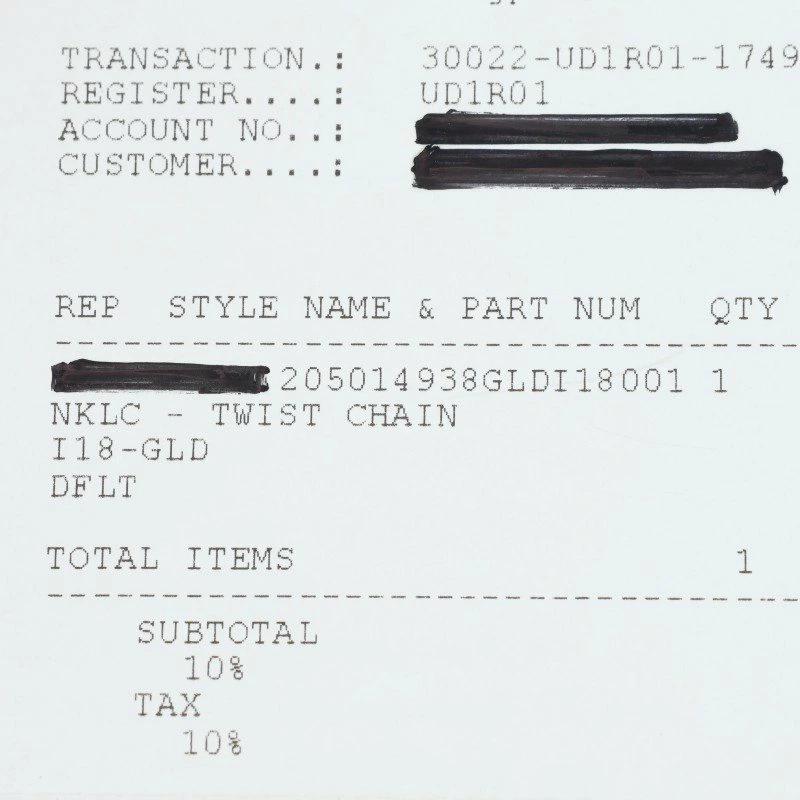 TRANSACTION.: 30022-UD1R01-1749
REGISTER....: UD1R01
ACCOUNT NO..:
CUSTOMER....:
REP STYLE NAME & PART NUM QTY
205014938GLDI18001 1
NKLC - TWIST CHAIN
I18-GLD
DFLT
TOTAL ITEMS 1
SUBTOTAL
10%
TAX
10%